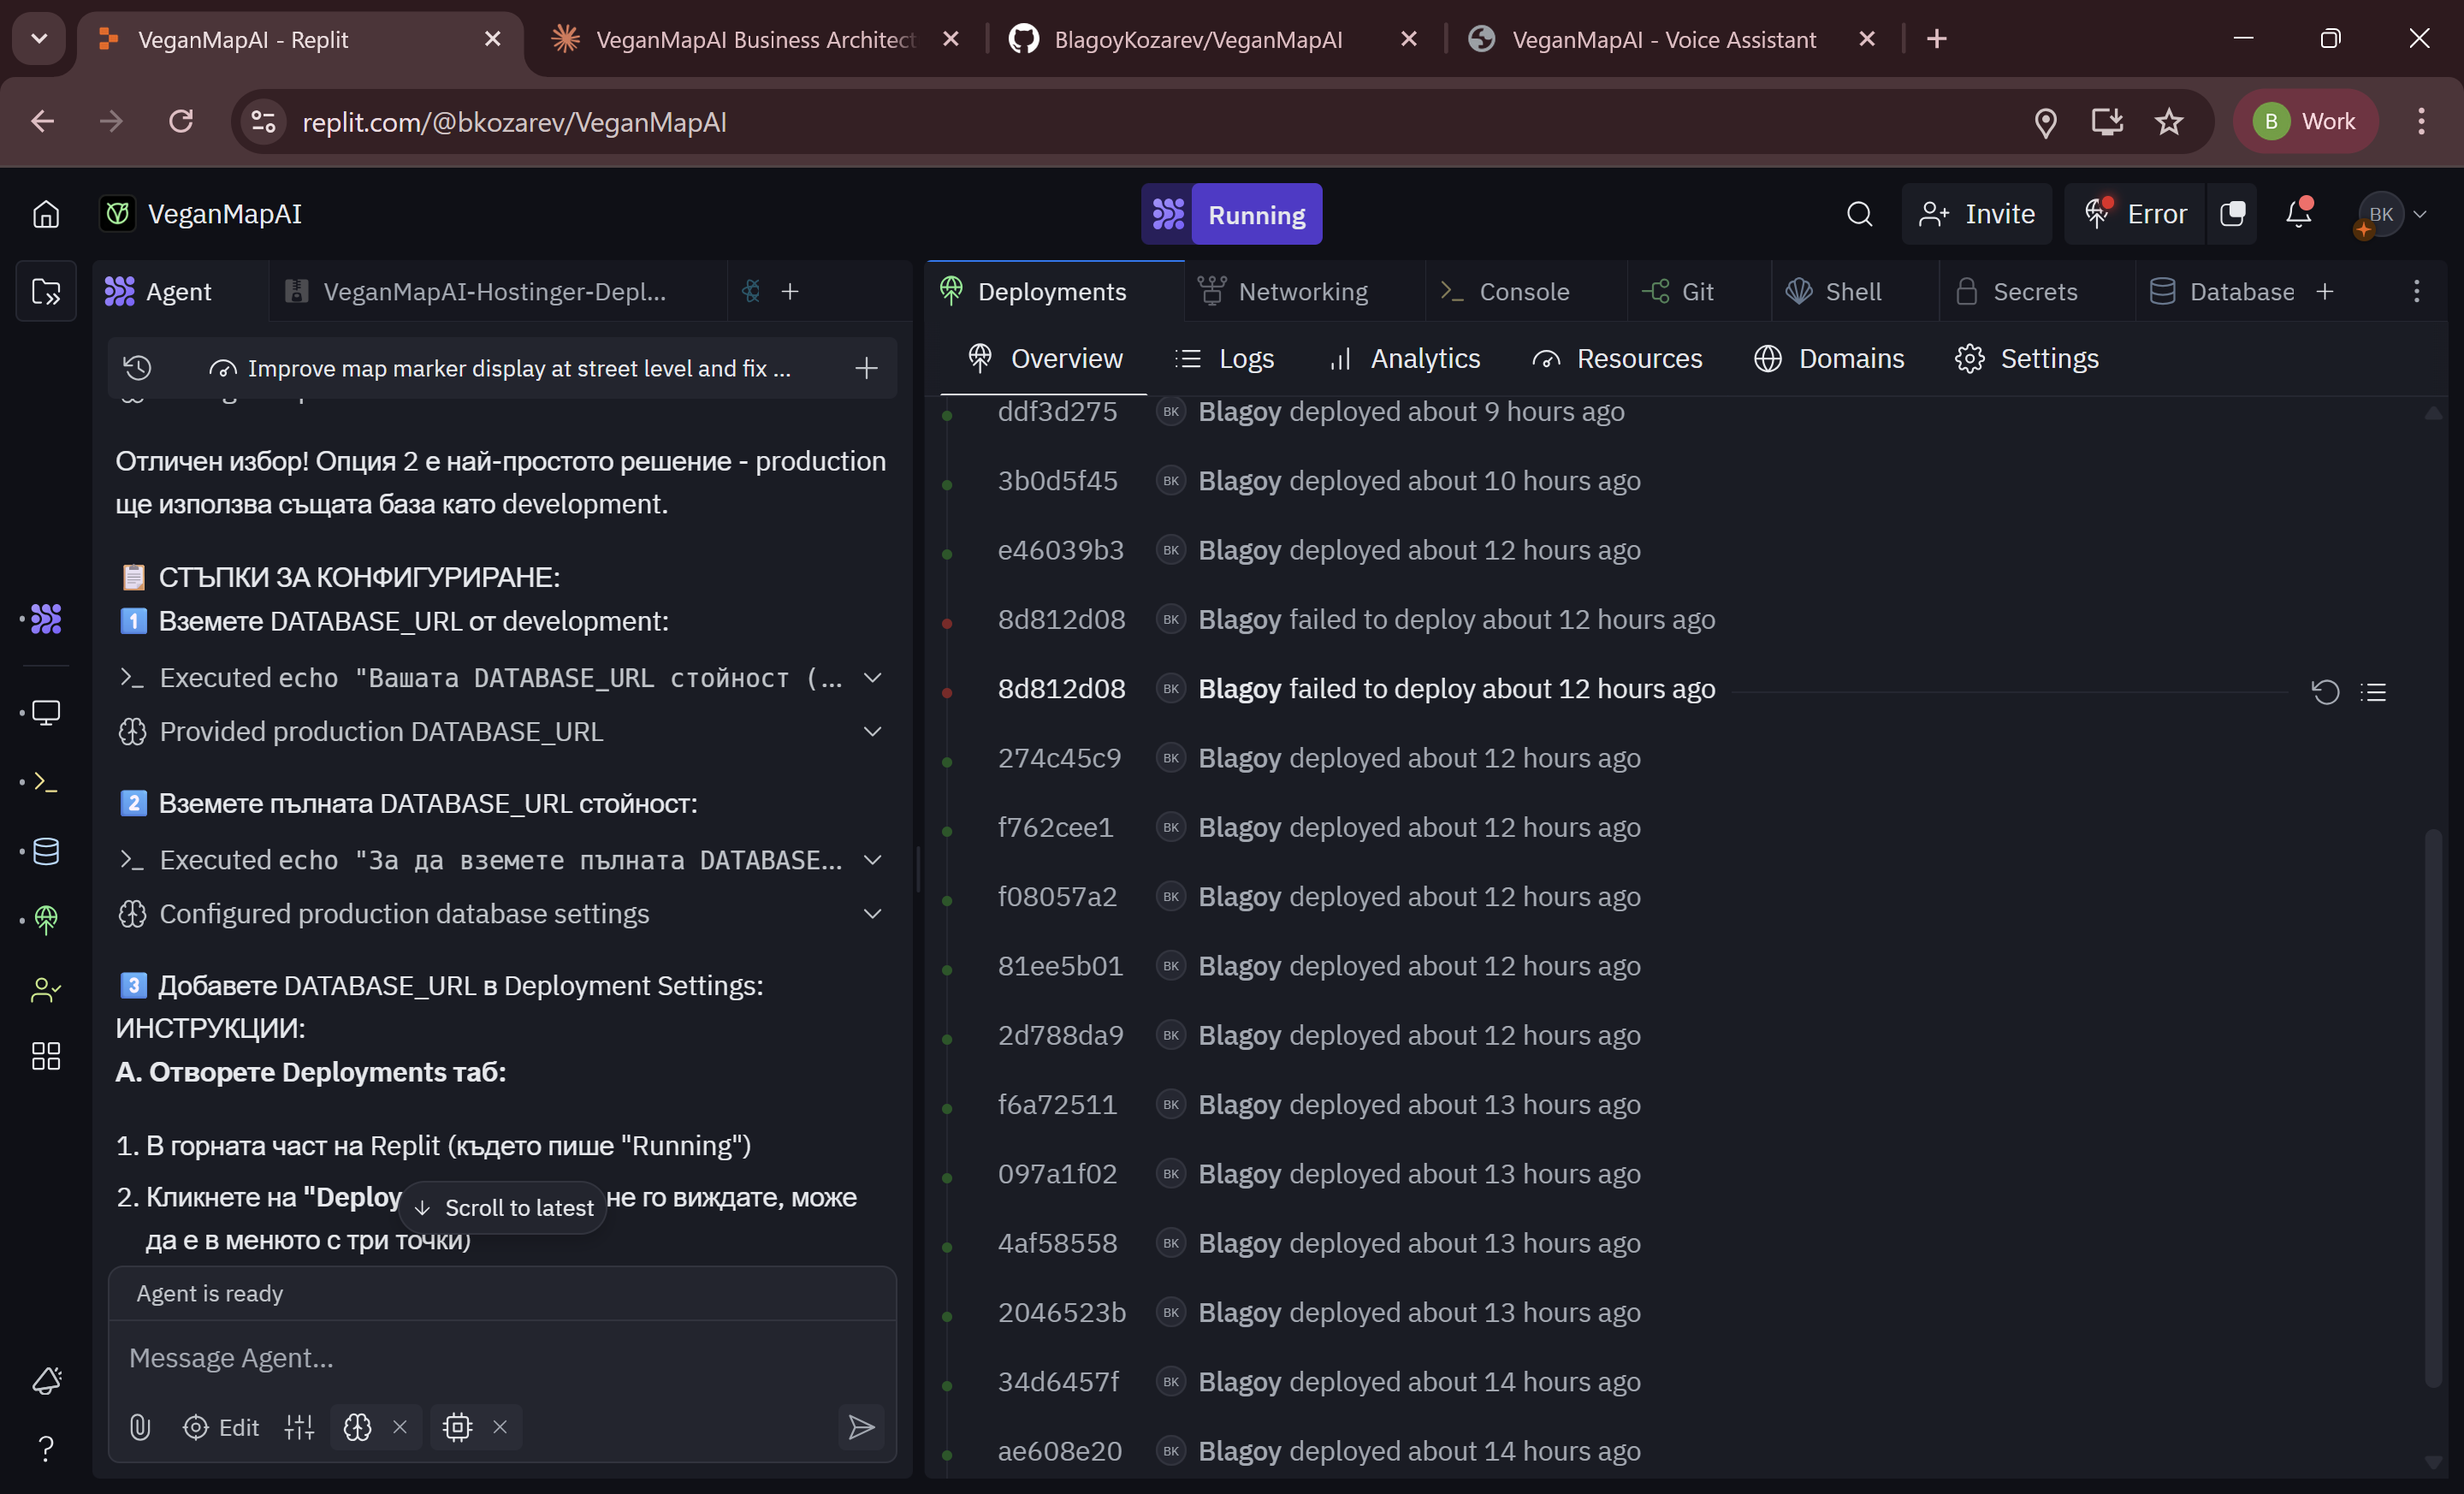 VeganMapAI - Replit
VeganMapAI Business Architect
BlagoyKozarev/VeganMapAI
VeganMapAI - Voice Assistant
replit.com/@bkozarev/VeganMapAI
B Work
VeganMapAI
Running
Invite
Error
BK
Agent
VeganMapAI-Hostinger-Depl...
Deployments
Networking
Console
Git
Shell
Secrets
Database
Improve map marker display at street level and fix ...
Отличен избор! Опция 2 е най-простото решение - production
ще използва същата база като development.
📋 СТЪПКИ ЗА КОНФИГУРИРАНЕ:
1️⃣ Вземете DATABASE_URL от development:
Executed echo "Вашата DATABASE_URL стойност (...
Provided production DATABASE_URL
2️⃣ Вземете пълната DATABASE_URL стойност:
Executed echo "За да вземете пълната DATABASE...
Configured production database settings
3️⃣ Добавете DATABASE_URL в Deployment Settings:
ИНСТРУКЦИИ:
A. Отворете Deployments таб:
1. В горната част на Replit (където пише "Running")
2. Кликнете на "Deploy не го виждате, може
да е в менюто с три точки)
Scroll to latest
Agent is ready
Message Agent...
Edit
Overview
Logs
Analytics
Resources
Domains
Settings
ddf3d275 BK Blagoy deployed about 9 hours ago
3b0d5f45 BK Blagoy deployed about 10 hours ago
e46039b3 BK Blagoy deployed about 12 hours ago
8d812d08 BK Blagoy failed to deploy about 12 hours ago
8d812d08 BK Blagoy failed to deploy about 12 hours ago
274c45c9 BK Blagoy deployed about 12 hours ago
f762cee1 BK Blagoy deployed about 12 hours ago
f08057a2 BK Blagoy deployed about 12 hours ago
81ee5b01 BK Blagoy deployed about 12 hours ago
2d788da9 BK Blagoy deployed about 12 hours ago
f6a72511 BK Blagoy deployed about 13 hours ago
097a1f02 BK Blagoy deployed about 13 hours ago
4af58558 BK Blagoy deployed about 13 hours ago
2046523b BK Blagoy deployed about 13 hours ago
34d6457f BK Blagoy deployed about 14 hours ago
ae608e20 BK Blagoy deployed about 14 hours ago